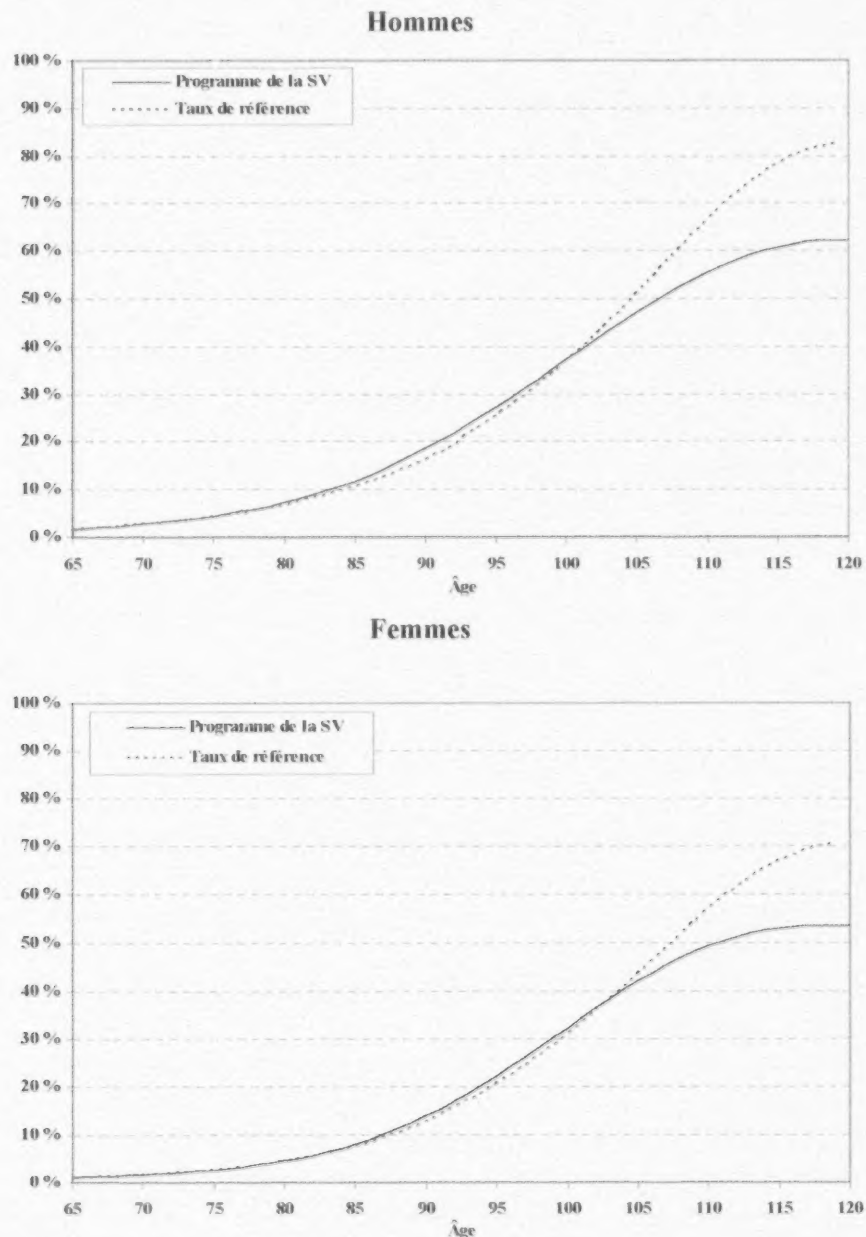 Hommes
100 %
90 %
80 %
70 %
60 %
50 %
40 %
30 %
20 %
10 %
0 %
Programme de la SV
Taux de référence
65 70 75 80 85 90 95 100 105 110 115 120
Âge
Femmes
100 %
90 %
80 %
70 %
60 %
50 %
40 %
30 %
20 %
10 %
0 %
Programme de la SV
Taux de référence
65 70 75 80 85 90 95 100 105 110 115 120
Âge